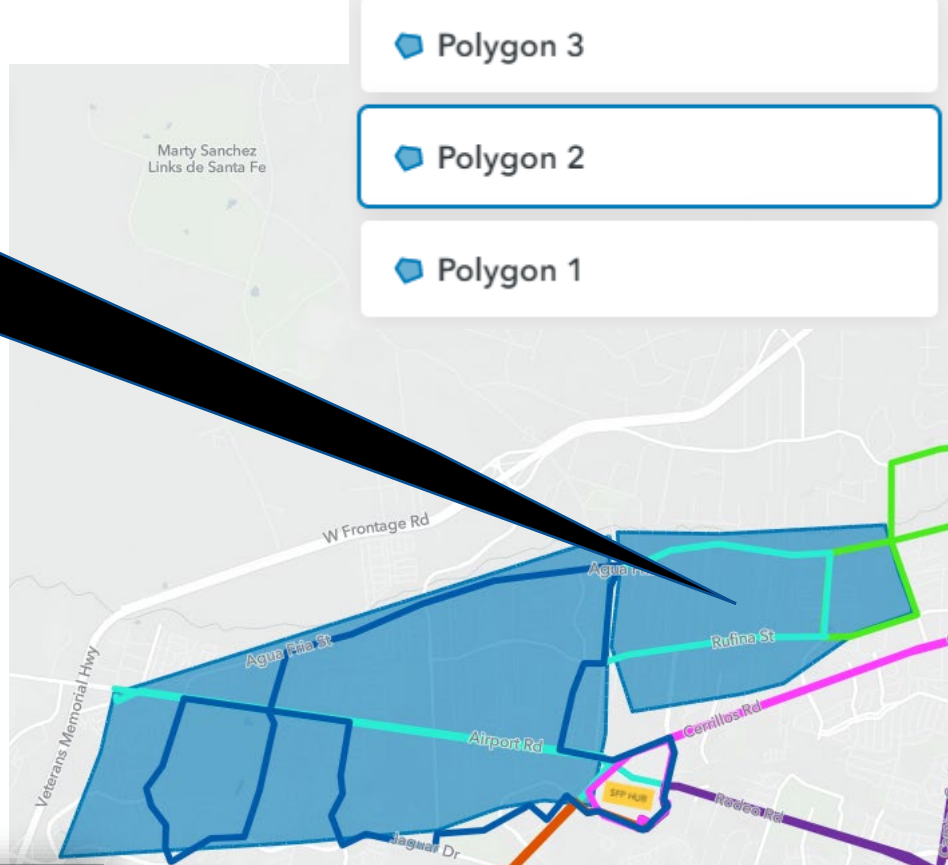 Polygon 3
Polygon 2
Polygon 1
Marty Sanchez
Links de Santa Fe
W Frontage Rd
Agua Fria St
Rufina St
Veterans Memorial Hwy
Cerrillos Rd
Airport Rd
SFP HUB
Rodeo Rd
Jaguar Dr